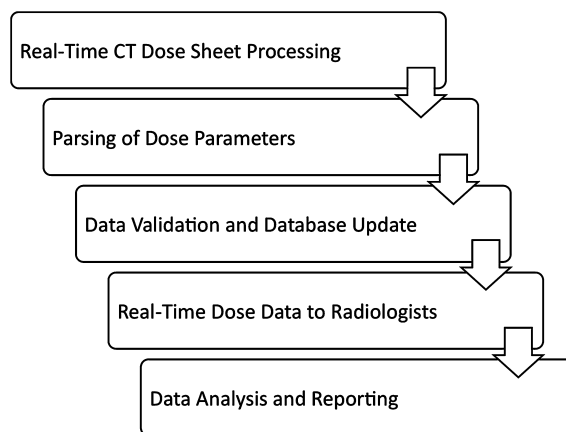 Real-Time CT Dose Sheet Processing
Parsing of Dose Parameters
Data Validation and Database Update
Real-Time Dose Data to Radiologists
Data Analysis and Reporting